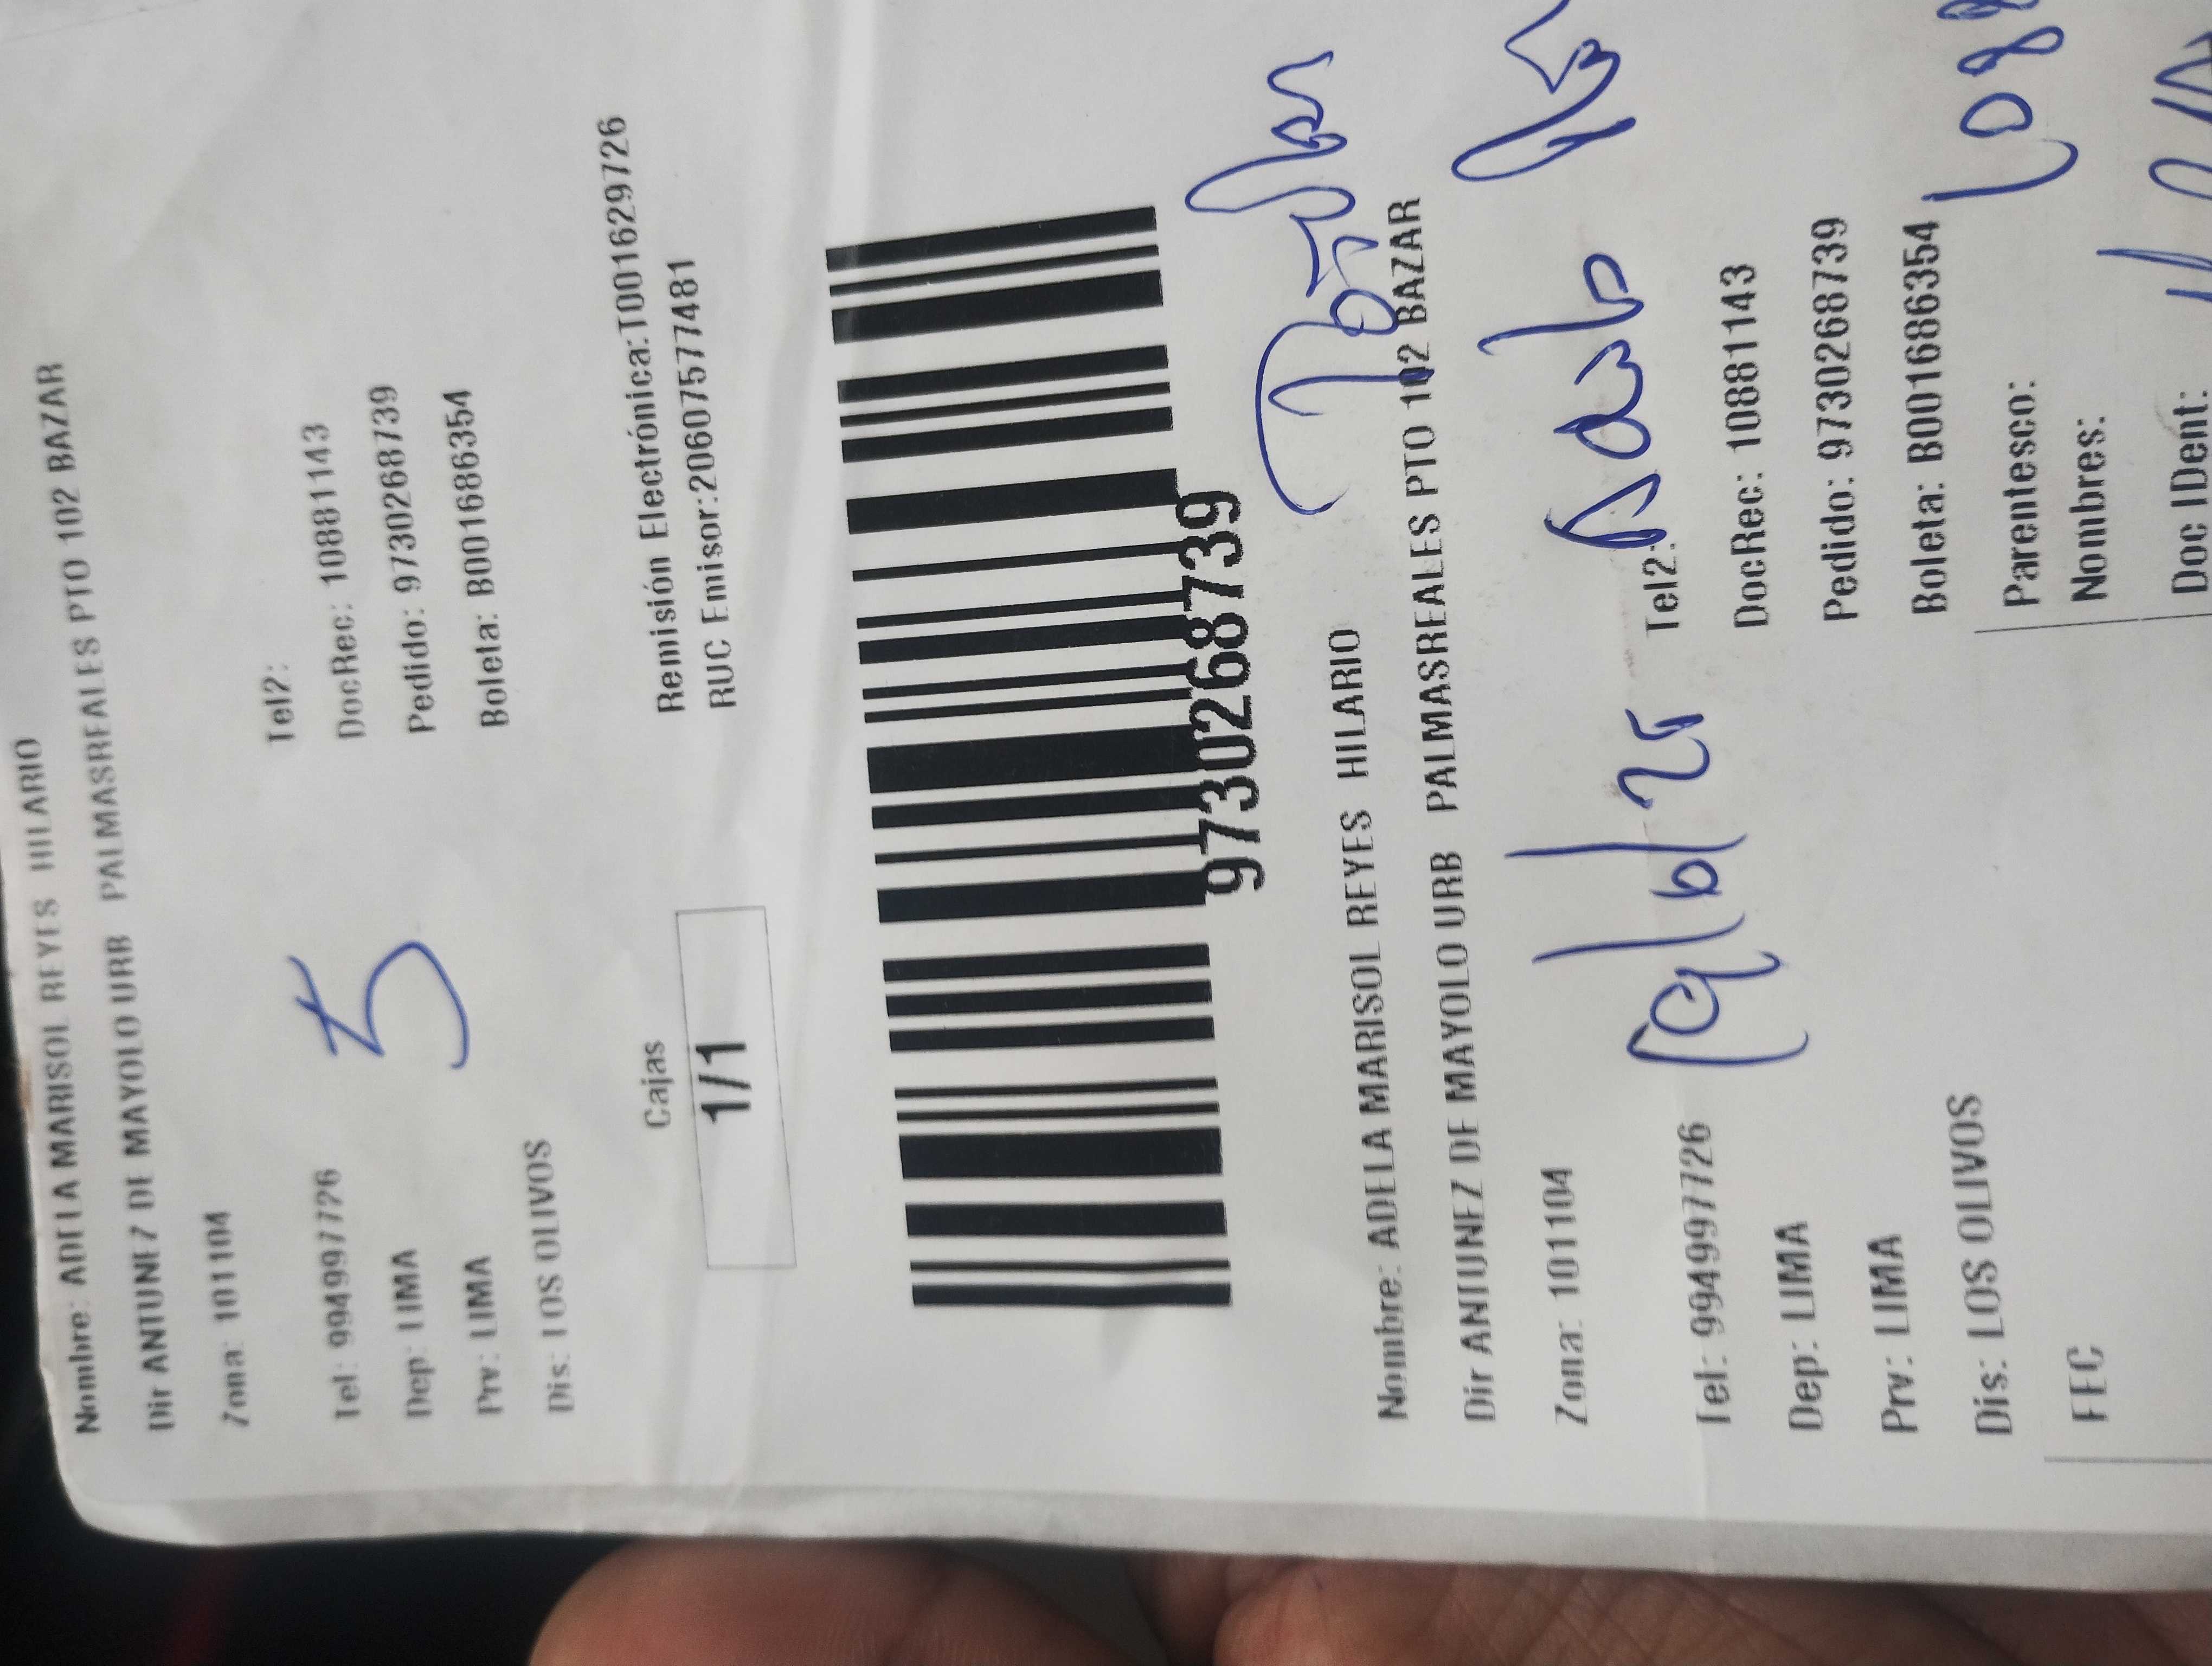 Nombre: ADELA MARISOL REYES HILARIO
Dir ANTUNEZ DE MAYOLO URB PALMASREALES PTO 102 BAZAR
Zona: 101104
Tel: 994997726 Tel2:
Dep: LIMA DocRec: 10881143
Prv: LIMA Pedido: 9730268739
Dis: LOS OLIVOS Boleta: B001686354
5
Cajas
1/1
Remisión Electrónica:T001629726
RUC Emisor:20607577481
9730268739
Nombre: ADELA MARISOL REYES HILARIO
Dir ANTUNEZ DE MAYOLO URB PALMASREALES PTO 102 BAZAR
Zona: 101104
Tel: 994997726 Tel2:
Dep: LIMA DocRec: 10881143
Prv: LIMA Pedido: 9730268739
Dis: LOS OLIVOS Boleta: B001686354
FEC
Parentesco:
Nombres:
Doc IDent: